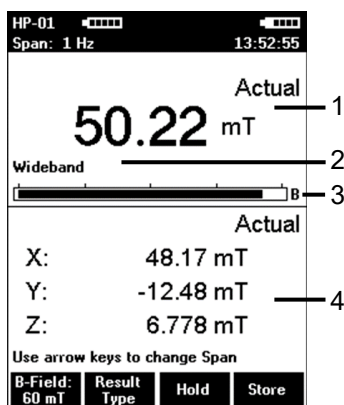 HP-01
Span: 1 Hz 13:52:55
Actual
50.22 mT
1
Wideband
2
B
3
Actual
X: 48.17 mT
Y: -12.48 mT
Z: 6.778 mT
4
Use arrow keys to change Span
B-Field: 60 mT
Result Type
Hold
Store